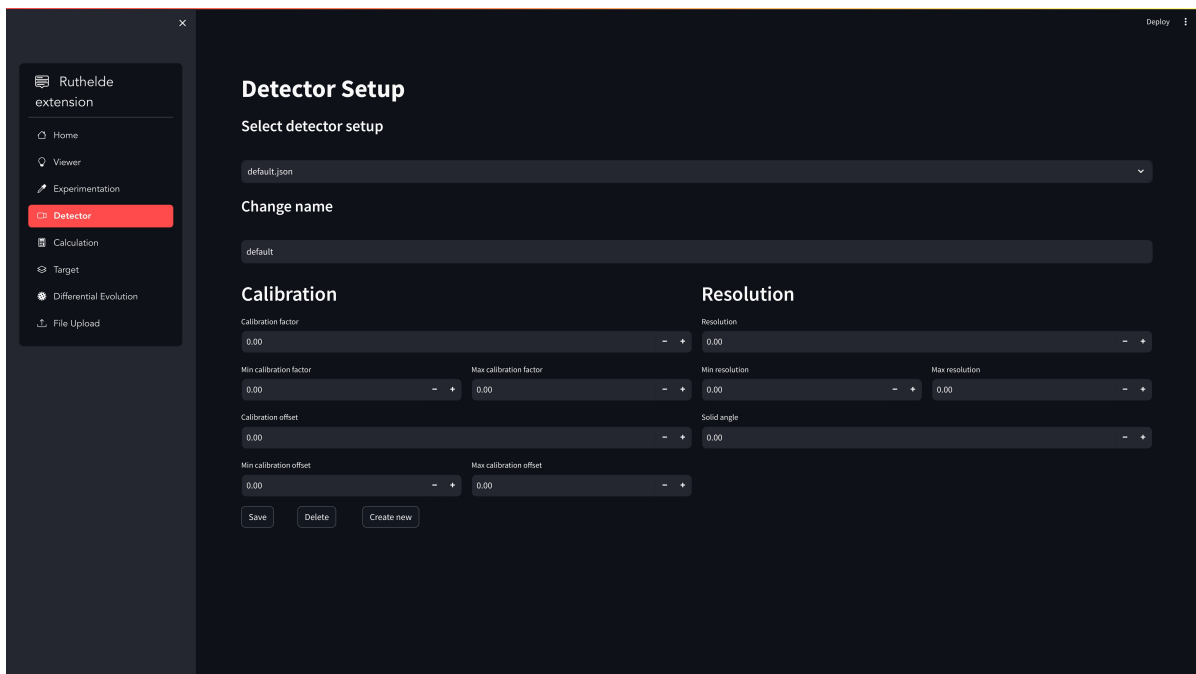 Deploy
Ruthelde
extension
Home
Viewer
Experimentation
Detector
Calculation
Target
Differential Evolution
File Upload
Detector Setup
Select detector setup
default.json
Change name
default
Calibration
Resolution
Calibration factor
Resolution
0.00
0.00
Min calibration factor
Max calibration factor
Min resolution
Max resolution
0.00
0.00
0.00
0.00
Calibration offset
Solid angle
0.00
0.00
Min calibration offset
Max calibration offset
0.00
0.00
Save
Delete
Create new